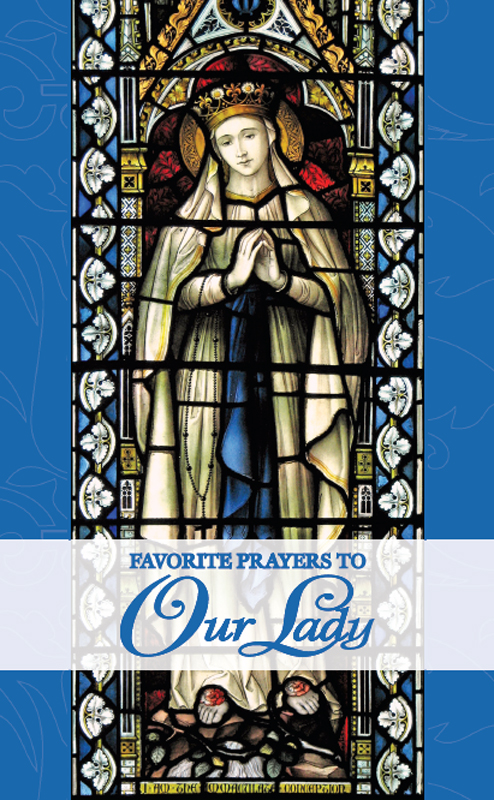 FAVORITE PRAYERS TO
Our Lady
I·AM·THE·IMMACULATE·CONCEPTION